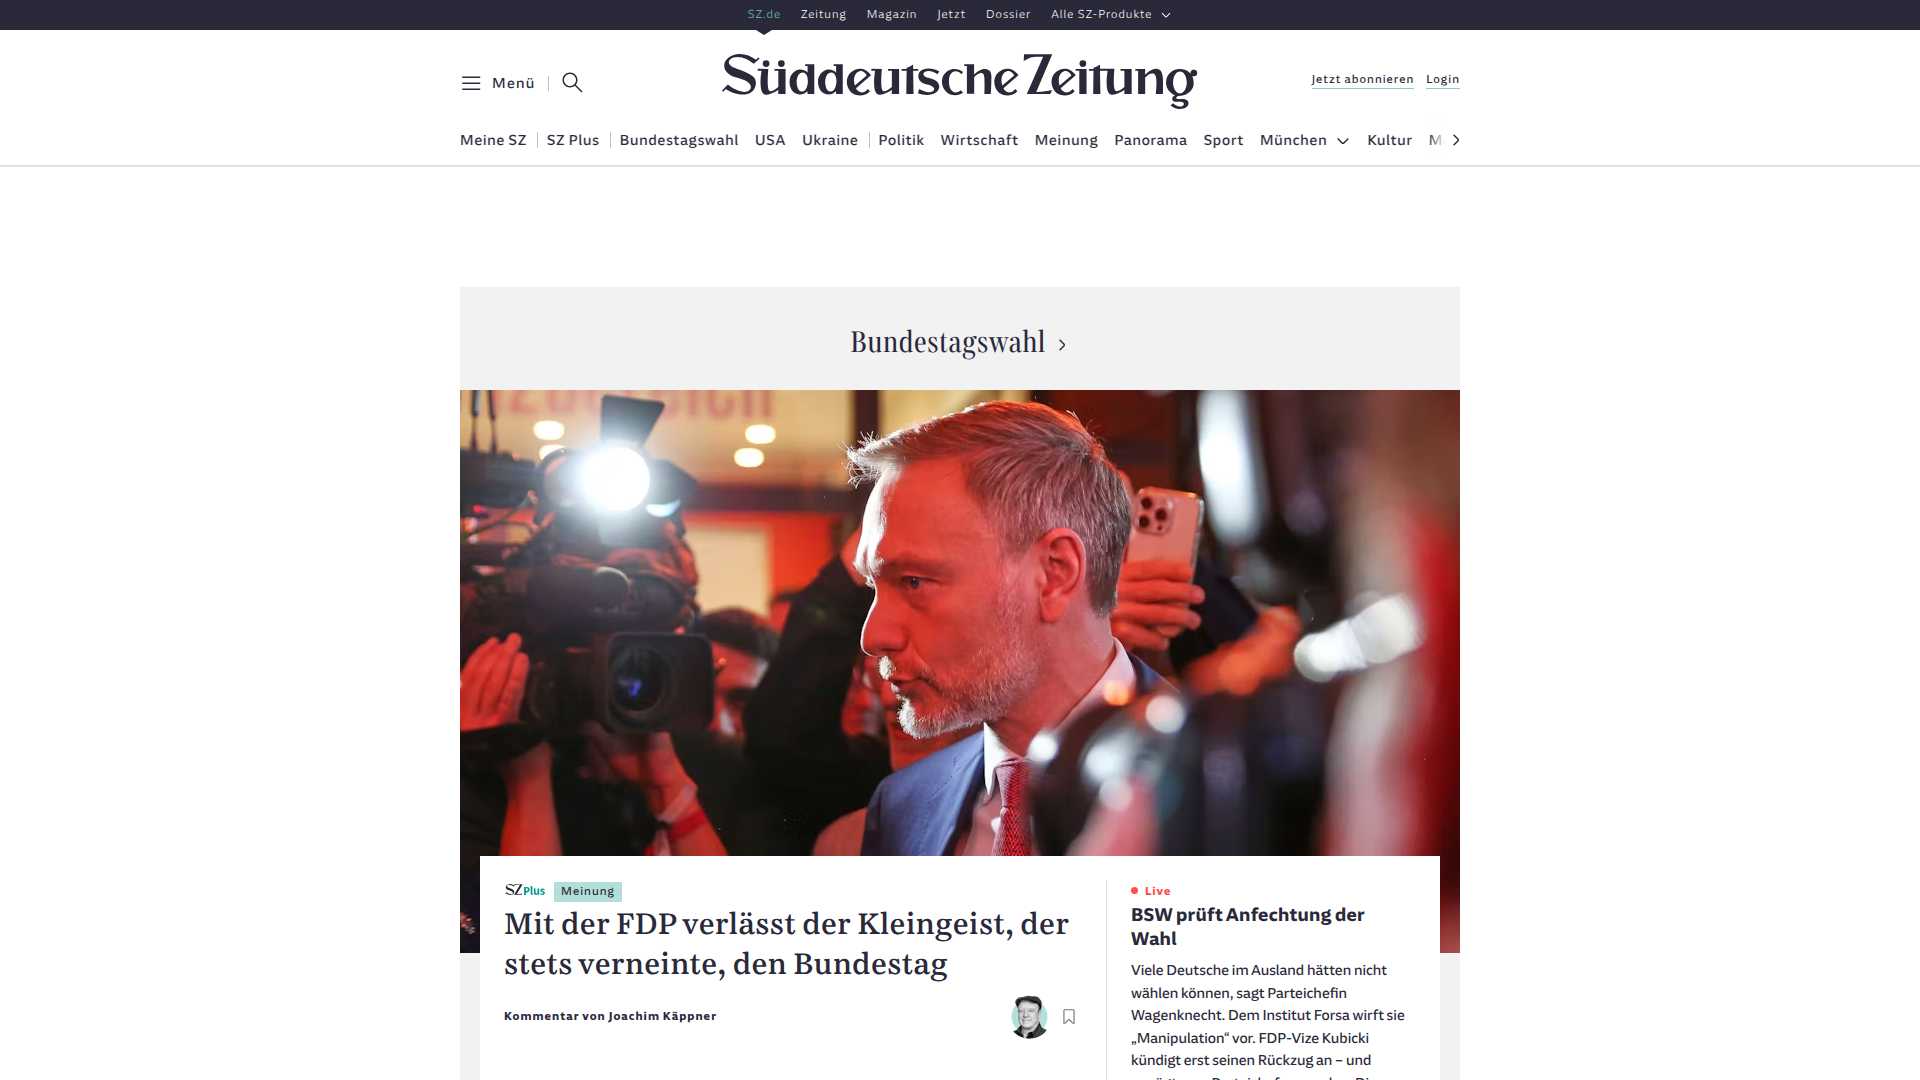 SZ.de Zeitung Magazin Jetzt Dossier Alle SZ-Produkte
Menü
Süddeutsche Zeitung
Jetzt abonnieren Login
Meine SZ SZ Plus Bundestagswahl USA Ukraine Politik Wirtschaft Meinung Panorama Sport München Kultur M
Bundestagswahl
SZ Plus Meinung
Mit der FDP verlässt der Kleingeist, der
stets verneinte, den Bundestag
Kommentar von Joachim Käppner
Live
BSW prüft Anfechtung der
Wahl
Viele Deutsche im Ausland hätten nicht
wählen können, sagt Parteichefin
Wagenknecht. Dem Institut Forsa wirft sie
„Manipulation“ vor. FDP-Vize Kubicki
kündigt erst seinen Rückzug an – und